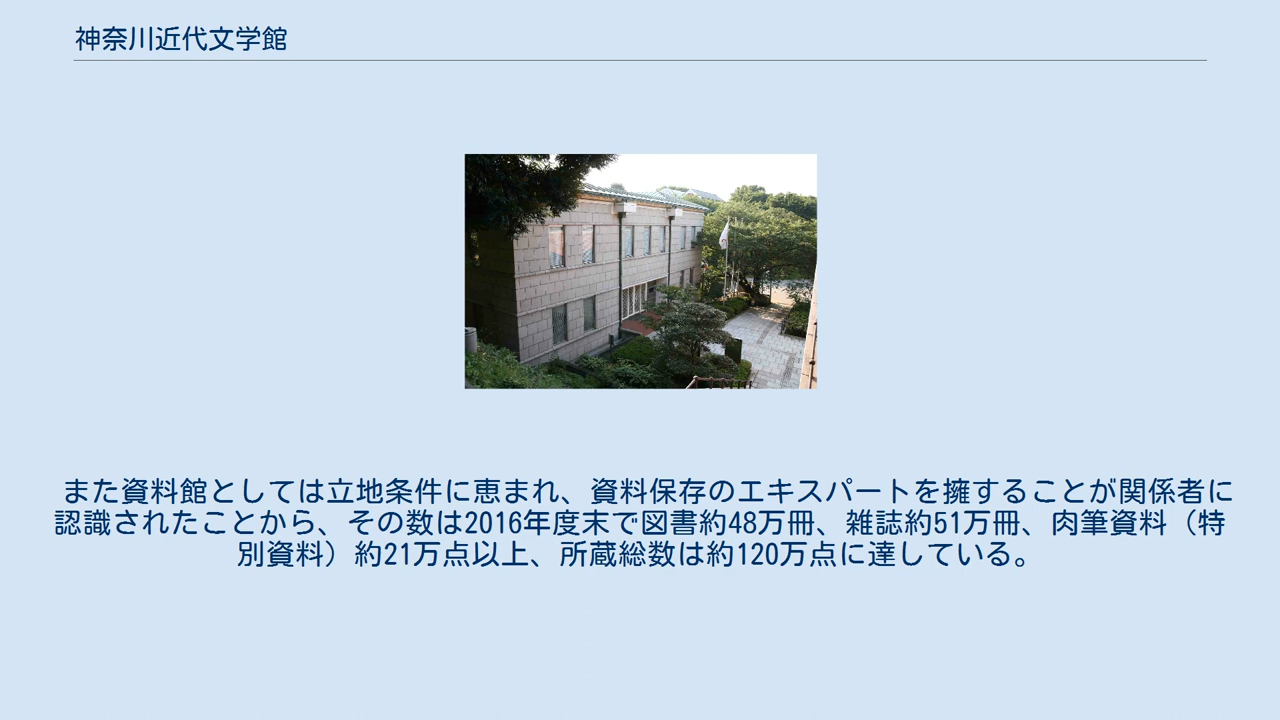 神奈川近代文学館
また資料館としては立地条件に恵まれ、資料保存のエキスパートを擁することが関係者に
認識されたことから、その数は2016年度末で図書約48万冊、雑誌約51万冊、肉筆資料（特
別資料）約21万点以上、所蔵総数は約120万点に達している。